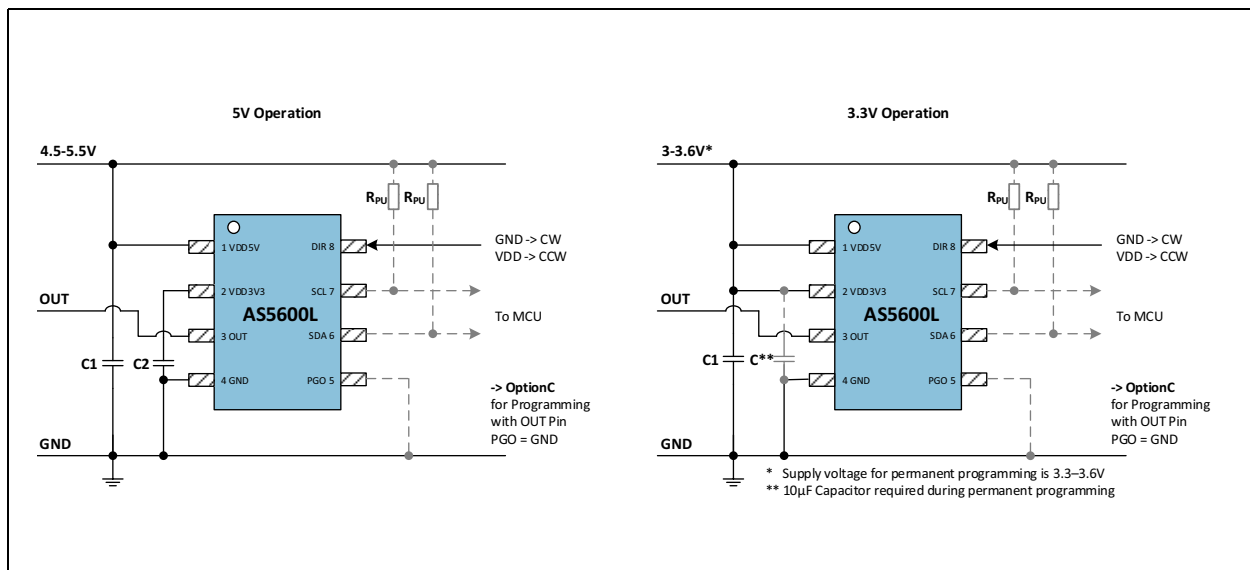 5V Operation
4.5-5.5V
RPU RPU
1 VDD5V
DIR 8
GND -> CW
VDD -> CCW
2 VDD3V3
SCL 7
OUT
AS5600L
To MCU
3 OUT
SDA 6
C1
C2
4 GND
PGO 5
-> OptionC
for Programming
with OUT Pin
PGO = GND
GND
3.3V Operation
3-3.6V*
RPU RPU
1 VDD5V
DIR 8
GND -> CW
VDD -> CCW
2 VDD3V3
SCL 7
OUT
AS5600L
To MCU
3 OUT
SDA 6
C1
C**
4 GND
PGO 5
-> OptionC
for Programming
with OUT Pin
PGO = GND
GND
* Supply voltage for permanent programming is 3.3–3.6V
** 10µF Capacitor required during permanent programming